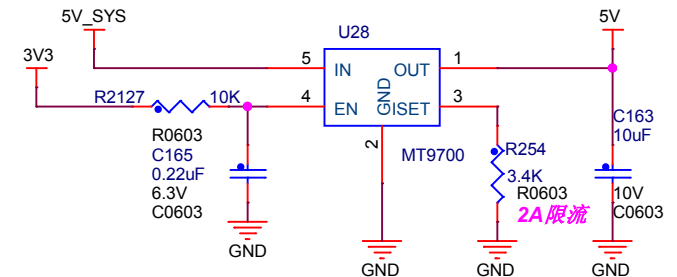 5V_SYS
5V
U28
3V3
5
IN
OUT
1
R2127
10K
4
EN
GND
ISET
3
C163
10uF
R0603
C165
0.22uF
6.3V
C0603
2
MT9700
R254
3.4K
R0603
2A限流
10V
C0603
GND
GND
GND
GND